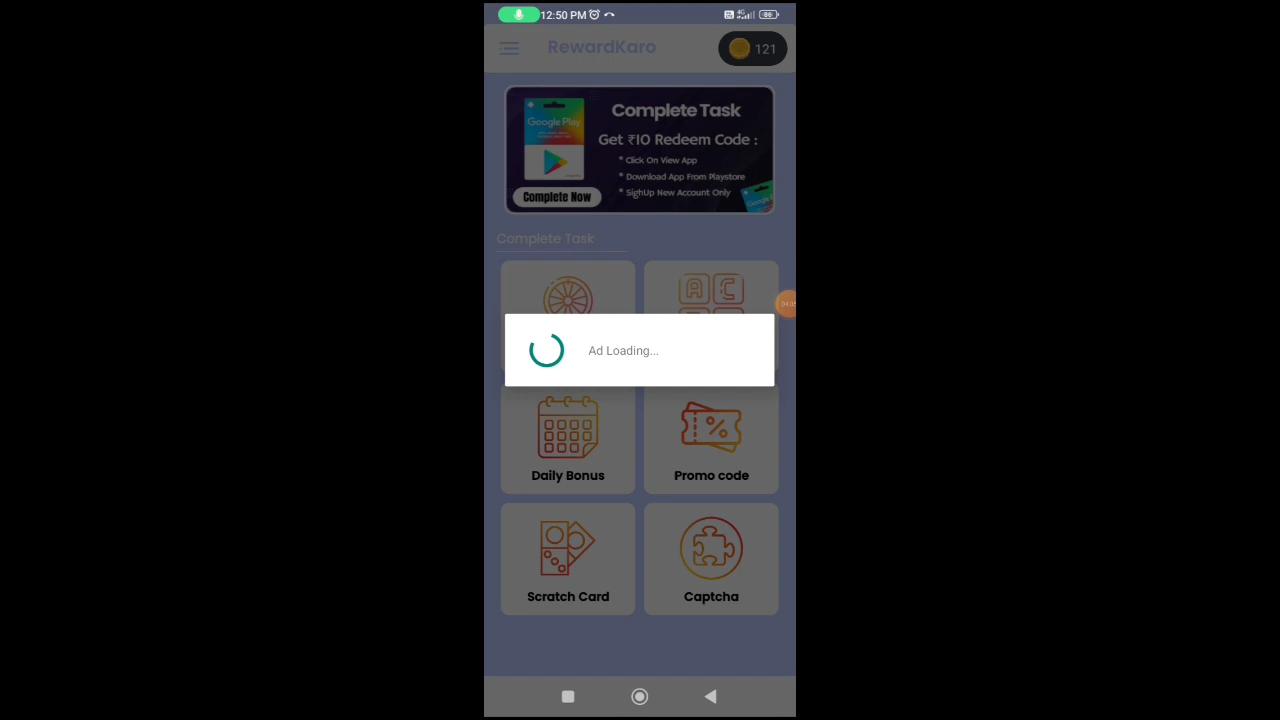 12:50 PM
RewardKaro
121
Complete Task
Google Play
Get ₹10 Redeem Code :
* Click On View App
* Download App From Playstore
* SighUp New Account Only
Complete Now
Complete Task
Ad Loading...
Daily Bonus
Promo code
Scratch Card
Captcha